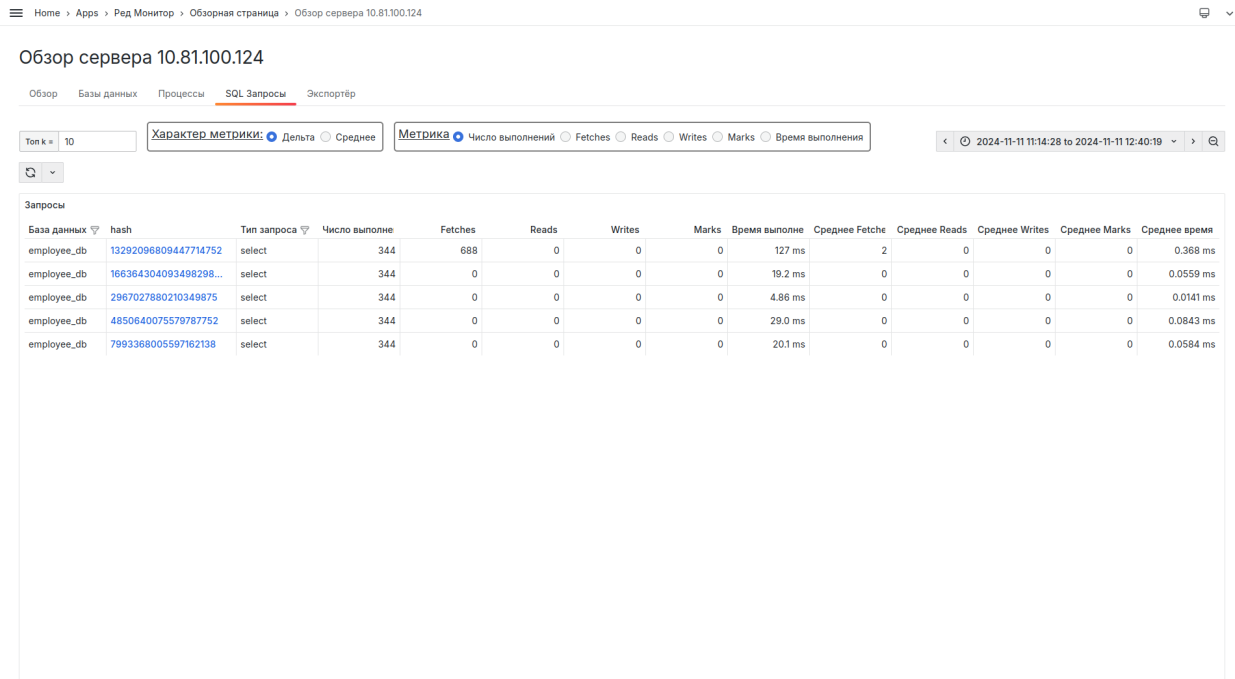 Home › Apps › Ред Монитор › Обзорная страница › Обзор сервера 10.81.100.124
Обзор сервера 10.81.100.124
Обзор Базы данных Процессы SQL Запросы Экспортёр
Топ k = 10 Характер метрики: Дельта Среднее Метрика Число выполнений Fetches Reads Writes Marks Время выполнения 2024-11-11 11:14:28 to 2024-11-11 12:40:19
Запросы
База данных hash Тип запроса Число выполне Fetches Reads Writes Marks Время выполне Среднее Fetche Среднее Reads Среднее Writes Среднее Marks Среднее время
employee_db 13292096809447714752 select 344 688 0 0 0 127 ms 2 0 0 0 0.368 ms
employee_db 166364304093498298... select 344 0 0 0 0 19.2 ms 0 0 0 0 0.0559 ms
employee_db 2967027880210349875 select 344 0 0 0 0 4.86 ms 0 0 0 0 0.0141 ms
employee_db 4850640075579787752 select 344 0 0 0 0 29.0 ms 0 0 0 0 0.0843 ms
employee_db 7993368005597162138 select 344 0 0 0 0 20.1 ms 0 0 0 0 0.0584 ms